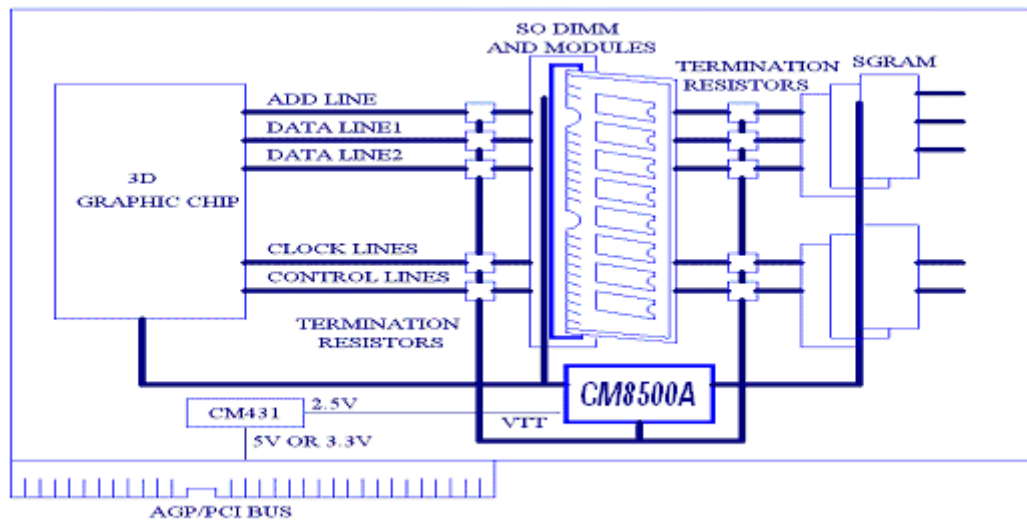 SO DIMM
AND MODULES
TERMINATION
RESISTORS
SGRAM
ADD LINE
DATA LINE1
DATA LINE2
3D
GRAPHIC CHIP
CLOCK LINES
CONTROL LINES
TERMINATION
RESISTORS
CM8500A
CM431
2.5V
VTT
5V OR 3.3V
AGP/PCI BUS